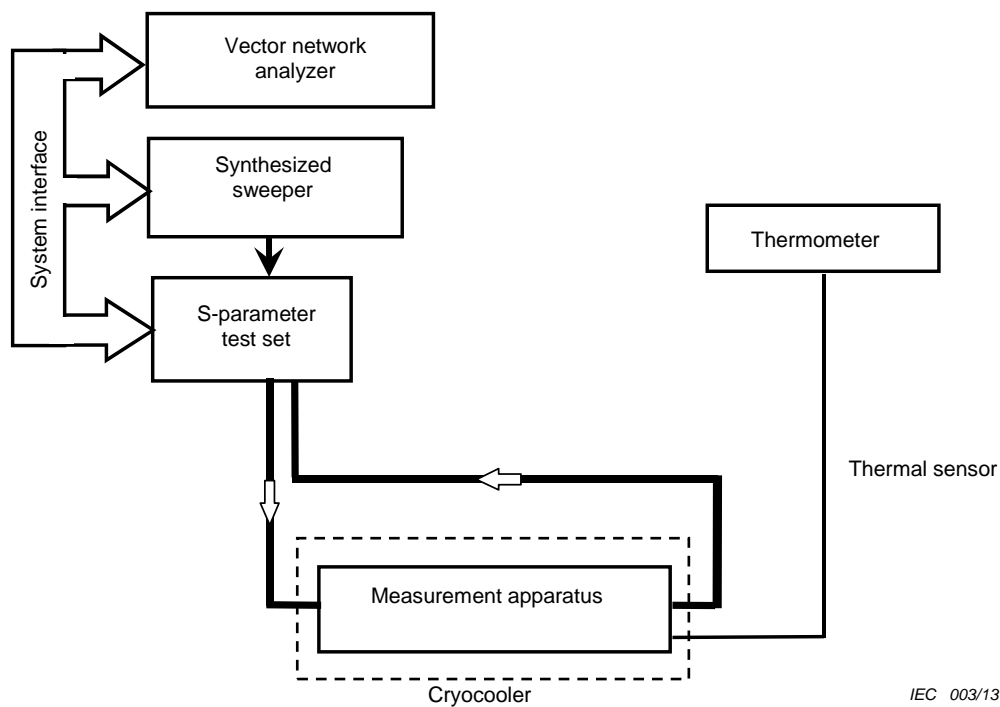 Vector network
analyzer
System interface
Synthesized
sweeper
Thermometer
S-parameter
test set
Thermal sensor
Measurement apparatus
Cryocooler
IEC 003/13